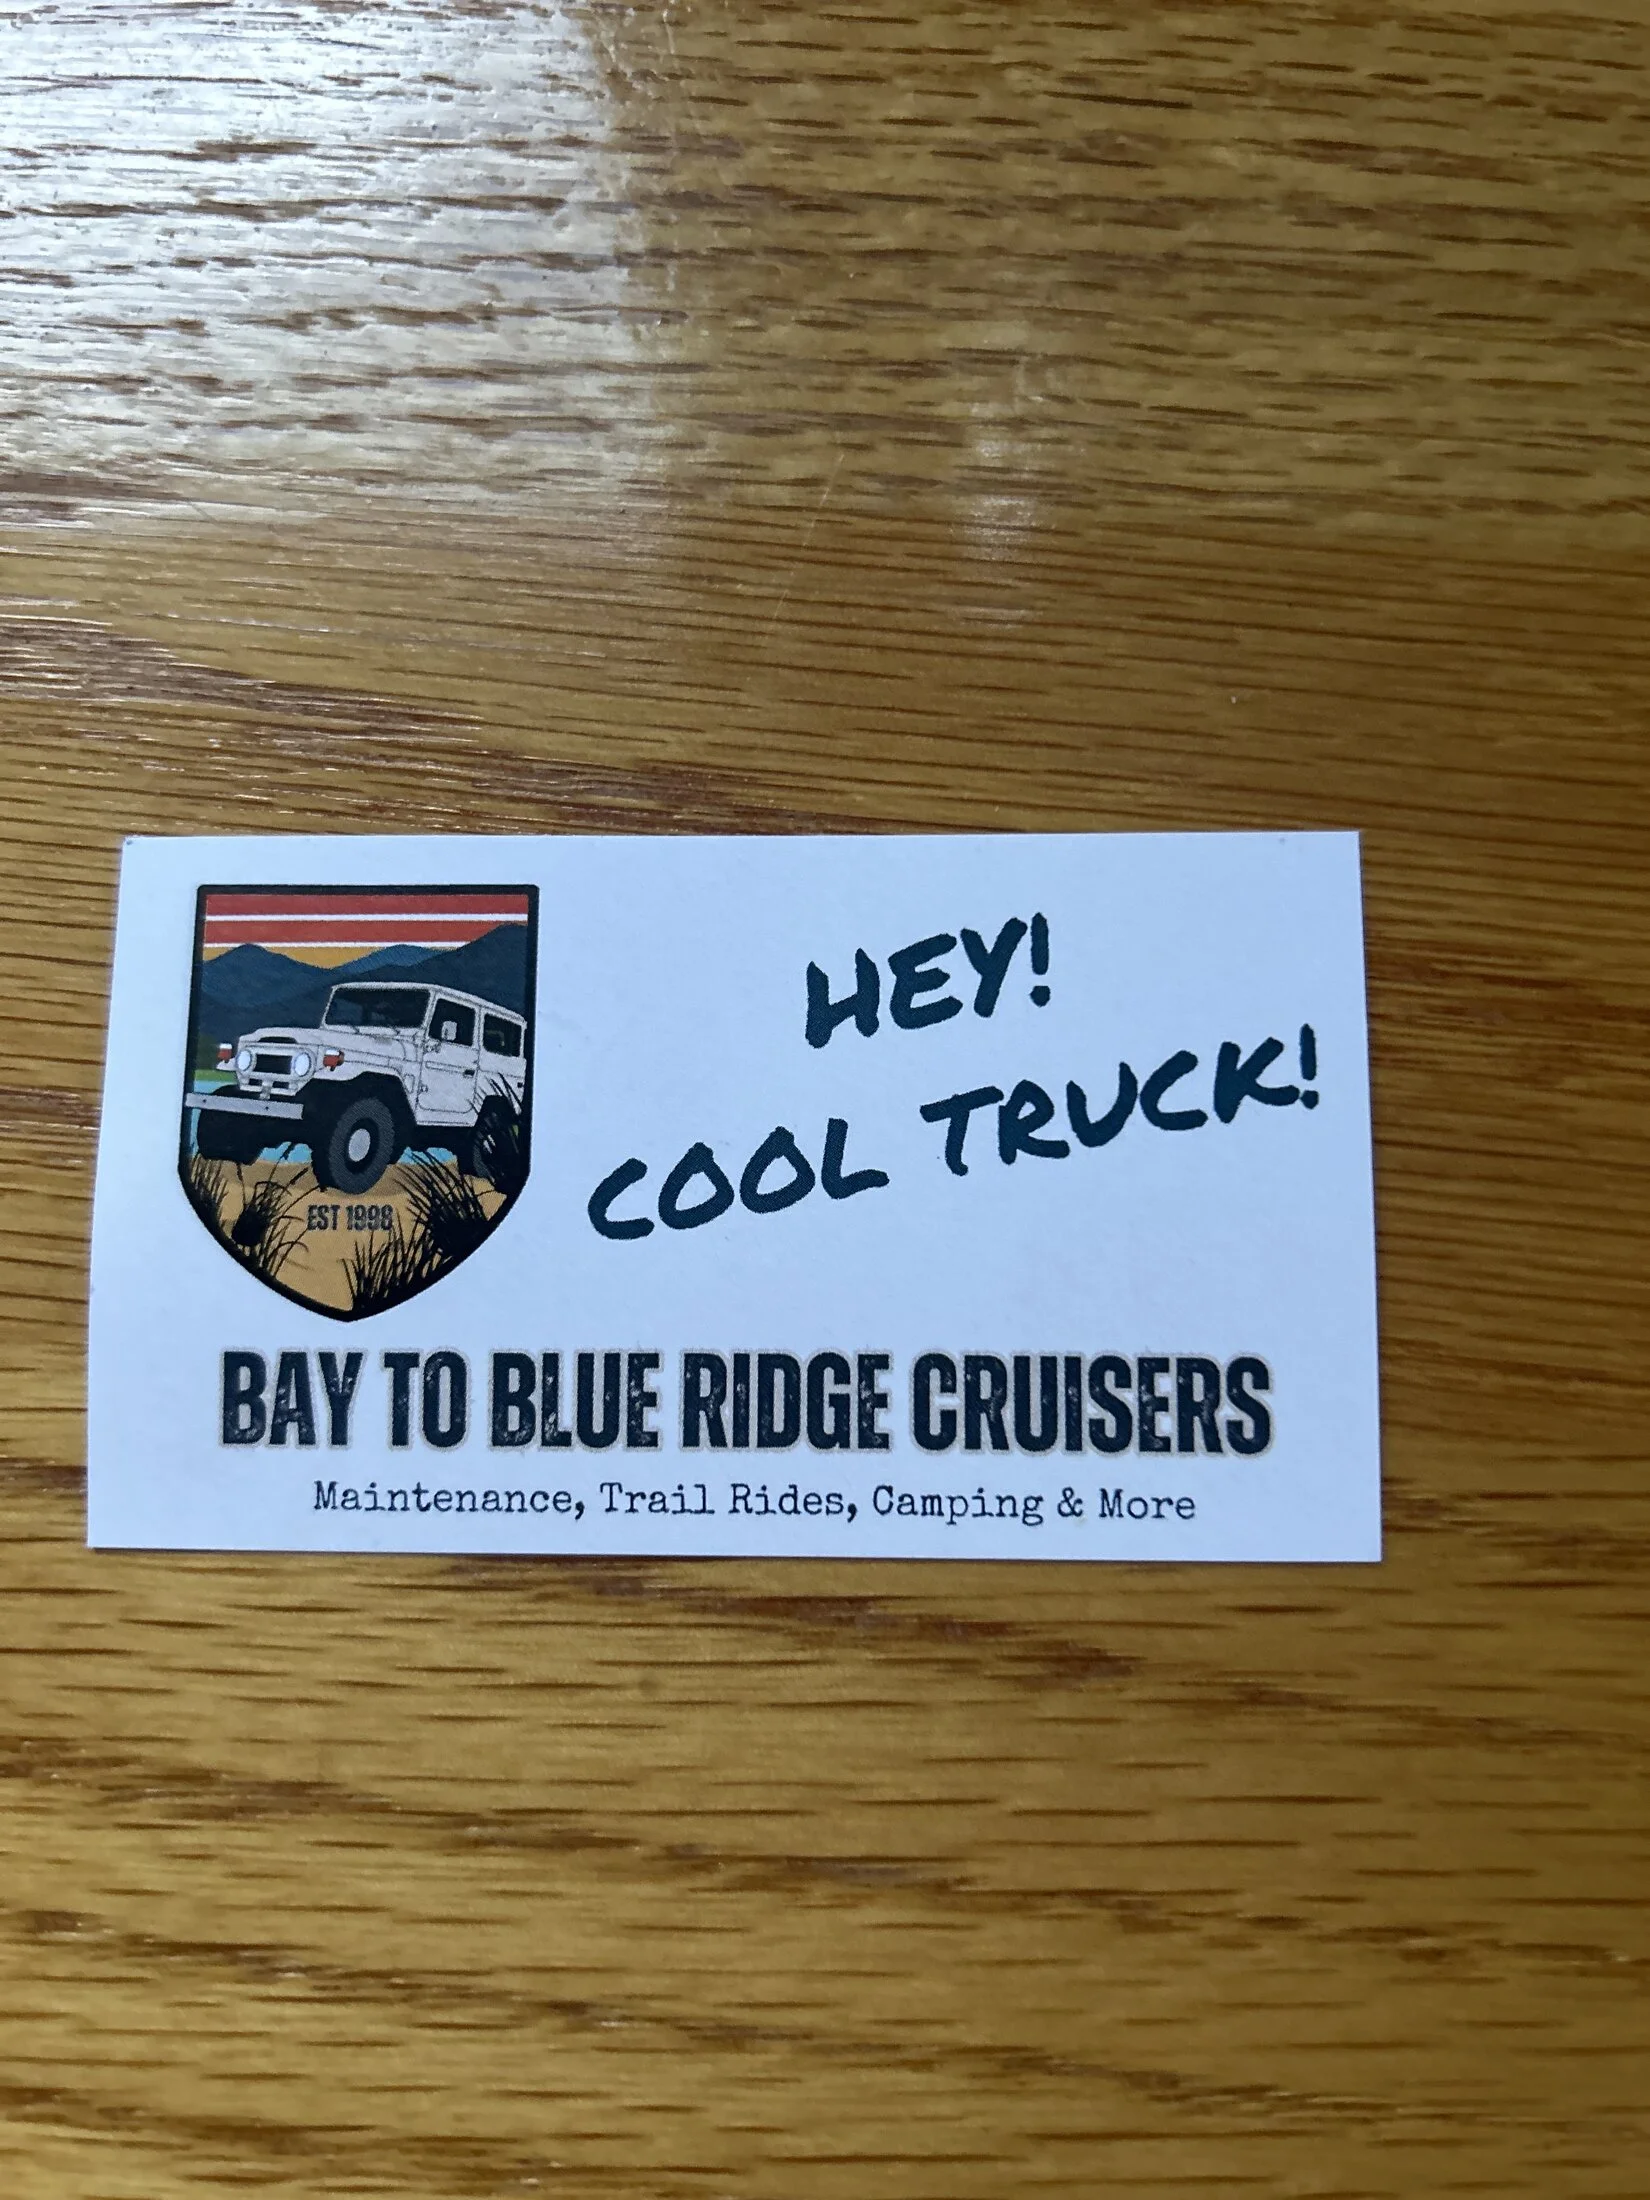 HEY!
COOL TRUCK!
EST 1998
BAY TO BLUE RIDGE CRUISERS
Maintenance, Trail Rides, Camping & More